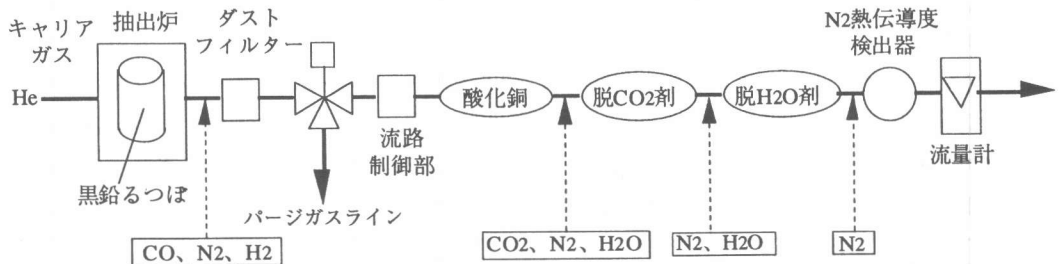 キャリア
ガス
He
抽出炉
黒鉛るつぼ
ダスト
フィルター
流路
制御部
パージガスライン
酸化銅
脱CO2剤
脱H2O剤
N2熱伝導度
検出器
流量計
CO、N2、H2
CO2、N2、H2O
N2、H2O
N2